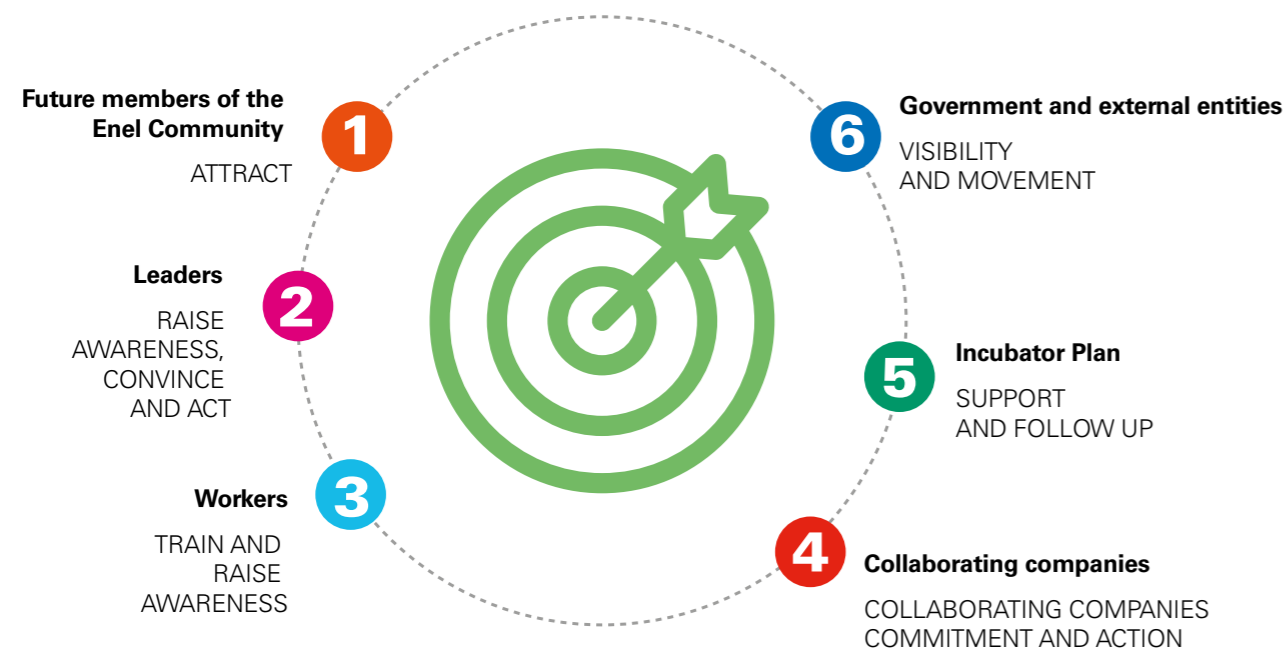 1
Future members of the
Enel Community
ATTRACT
2
Leaders
RAISE
AWARENESS,
CONVINCE
AND ACT
3
Workers
TRAIN AND
RAISE
AWARENESS
4
Collaborating companies
COLLABORATING COMPANIES
COMMITMENT AND ACTION
5
Incubator Plan
SUPPORT
AND FOLLOW UP
6
Government and external entities
VISIBILITY
AND MOVEMENT